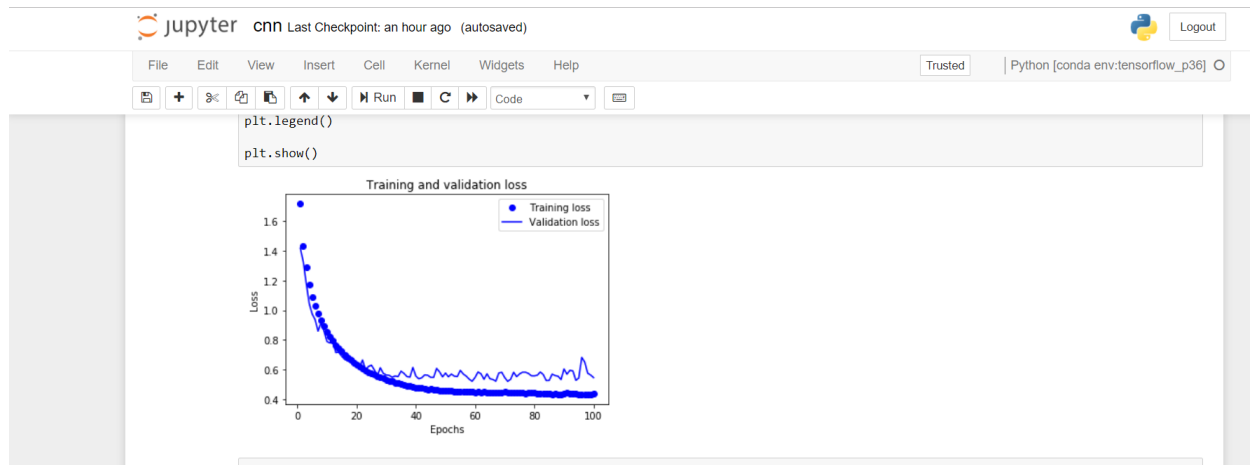 jupyter cnn Last Checkpoint: an hour ago (autosaved) Logout
File Edit View Insert Cell Kernel Widgets Help Trusted Python [conda env:tensorflow_p36]
Run Code
plt.legend()
plt.show()
Training and validation loss
Training loss
Validation loss
1.6
1.4
1.2
1.0
0.8
0.6
0.4
Loss
0 20 40 60 80 100
Epochs